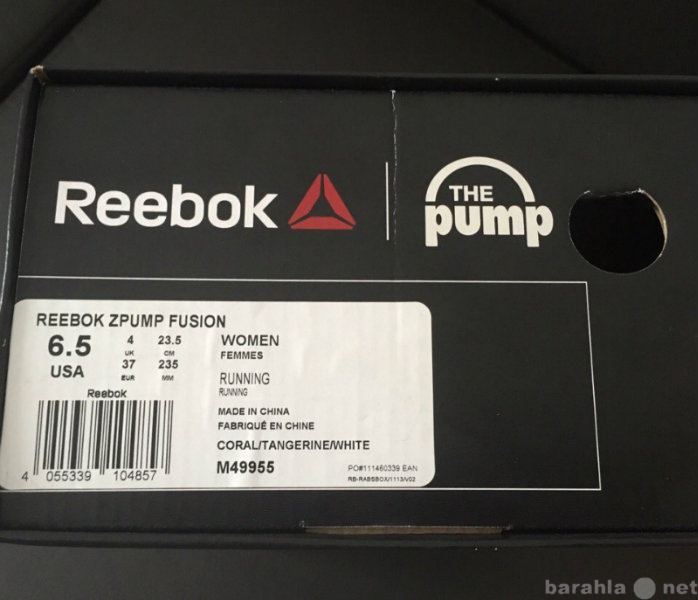 Reebok
THE
pump
REEBOK ZPUMP FUSION
6.5
USA
4
UK
37
EUR
23.5
CM
235
MM
WOMEN
FEMMES
RUNNING
RUNNING
Reebok
MADE IN CHINA
FABRIQUÉ EN CHINE
CORAL/TANGERINE/WHITE
M49955
4 055339 104857
PO#111460339 EAN
RB-RABSBOX/1113/V02
barahla net